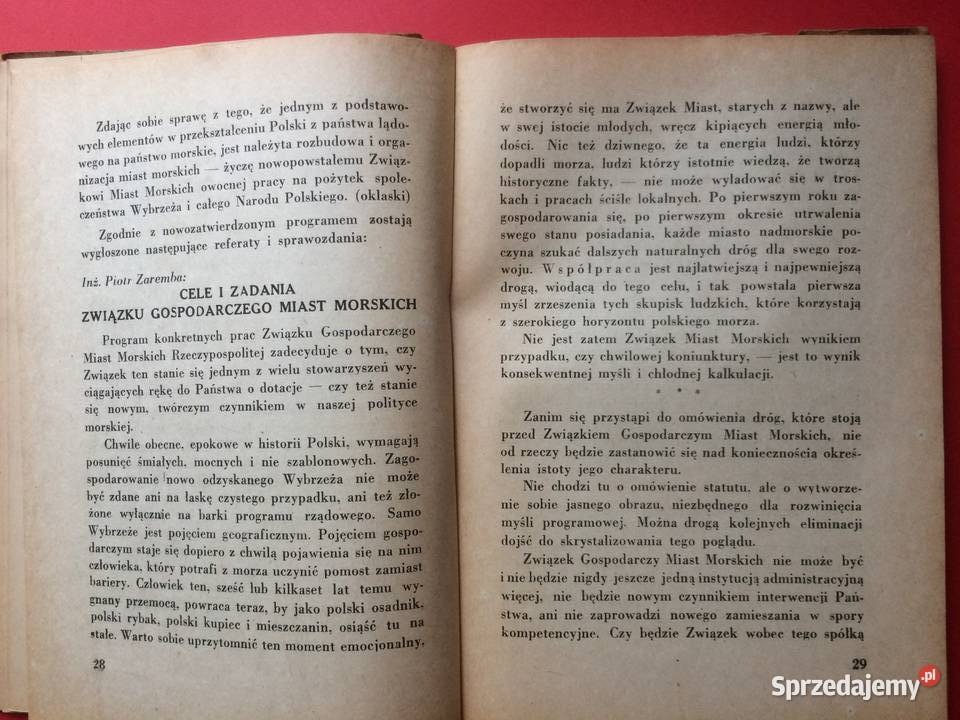 Zdając sobie sprawę z tego, że jednym z podstawo-
wych elementów w przekształceniu Polski z państwa lądo-
wego na państwo morskie, jest należyta rozbudowa i orga-
nizacja miast morskich — życzę nowopowstałemu Związ-
kowi Miast Morskich owocnej pracy na pożytek społe-
czeństwa Wybrzeża i całego Narodu Polskiego. (oklaski)
Zgodnie z nowozatwierdzonym programem zostają
wygłoszone następujące referaty i sprawozdania:
Inż. Piotr Zaremba:
CELE I ZADANIA
ZWIĄZKU GOSPODARCZEGO MIAST MORSKICH
Program konkretnych prac Związku Gospodarczego
Miast Morskich Rzeczypospolitej zadecyduje o tym, czy
Związek ten stanie się jednym z wielu stowarzyszeń wy-
ciągających rękę do Państwa o dotacje — czy też stanie
się nowym, twórczym czynnikiem w naszej polityce
morskiej.
Chwile obecne, epokowe w historii Polski, wymagają
posunięć śmiałych, mocnych i nie szablonowych. Zago-
spodarowanie nowo odzyskanego Wybrzeża nie może
być zdane ani na łaskę czystego przypadku, ani też zło-
żone wyłącznie na barki programu rządowego. Samo
Wybrzeże jest pojęciem geograficznym. Pojęciem gospo-
darczym staje się dopiero z chwilą pojawienia się na nim
człowieka, który potrafi z morza uczynić pomost zamiast
bariery. Człowiek ten, sześć lub kilkaset lat temu wy-
gnany przemocą, powraca teraz, by jako polski osadnik,
polski rybak, polski kupiec i mieszczanin, osiąść tu na
stałe. Warto sobie uprzytomnić ten moment emocjonalny,
28
że stworzyć się ma Związek Miast, starych z nazwy, ale
w swej istocie młodych, wręcz kipiących energią mło-
dości. Nic też dziwnego, że ta energia ludzi, którzy
dopadli morza, ludzi którzy istotnie wiedzą, że tworzą
historyczne fakty, — nie może wyładować się w tros-
kach i pracach ściśle lokalnych. Po pierwszym roku za-
gospodarowania się, po pierwszym okresie utrwalenia
swego stanu posiadania, każde miasto nadmorskie po-
czyna szukać dalszych naturalnych dróg dla swego roz-
woju. Współpraca jest najłatwiejszą i najpewniejszą
drogą, wiodącą do tego celu, i tak powstała pierwsza
myśl zrzeszenia tych skupisk ludzkich, które korzystają
z szerokiego horyzontu polskiego morza.
Nie jest zatem Związek Miast Morskich wynikiem
przypadku, czy chwilowej koniunktury, — jest to wynik
konsekwentnej myśli i chłodnej kalkulacji.
* * *
Zanim się przystąpi do omówienia dróg, które stoją
przed Związkiem Gospodarczym Miast Morskich, nie
od rzeczy będzie zastanowić się nad koniecznością okreś-
lenia istoty jego charakteru.
Nie chodzi tu o omówienie statutu, ale o wytworze-
nie sobie jasnego obrazu, niezbędnego dla rozwinięcia
myśli programowej. Można drogą kolejnych eliminacji
dojść do skrystalizowania tego poglądu.
Związek Gospodarczy Miast Morskich nie może być
i nie będzie nigdy jeszcze jedną instytucją administracyjną
więcej, nie będzie nowym czynnikiem interwencji Pań-
stwa, ani nie zaprowadzi nowego zamieszania w spory
kompetencyjne. Czy będzie Związek wobec tego spółką
29
Sprzedajemy.pl